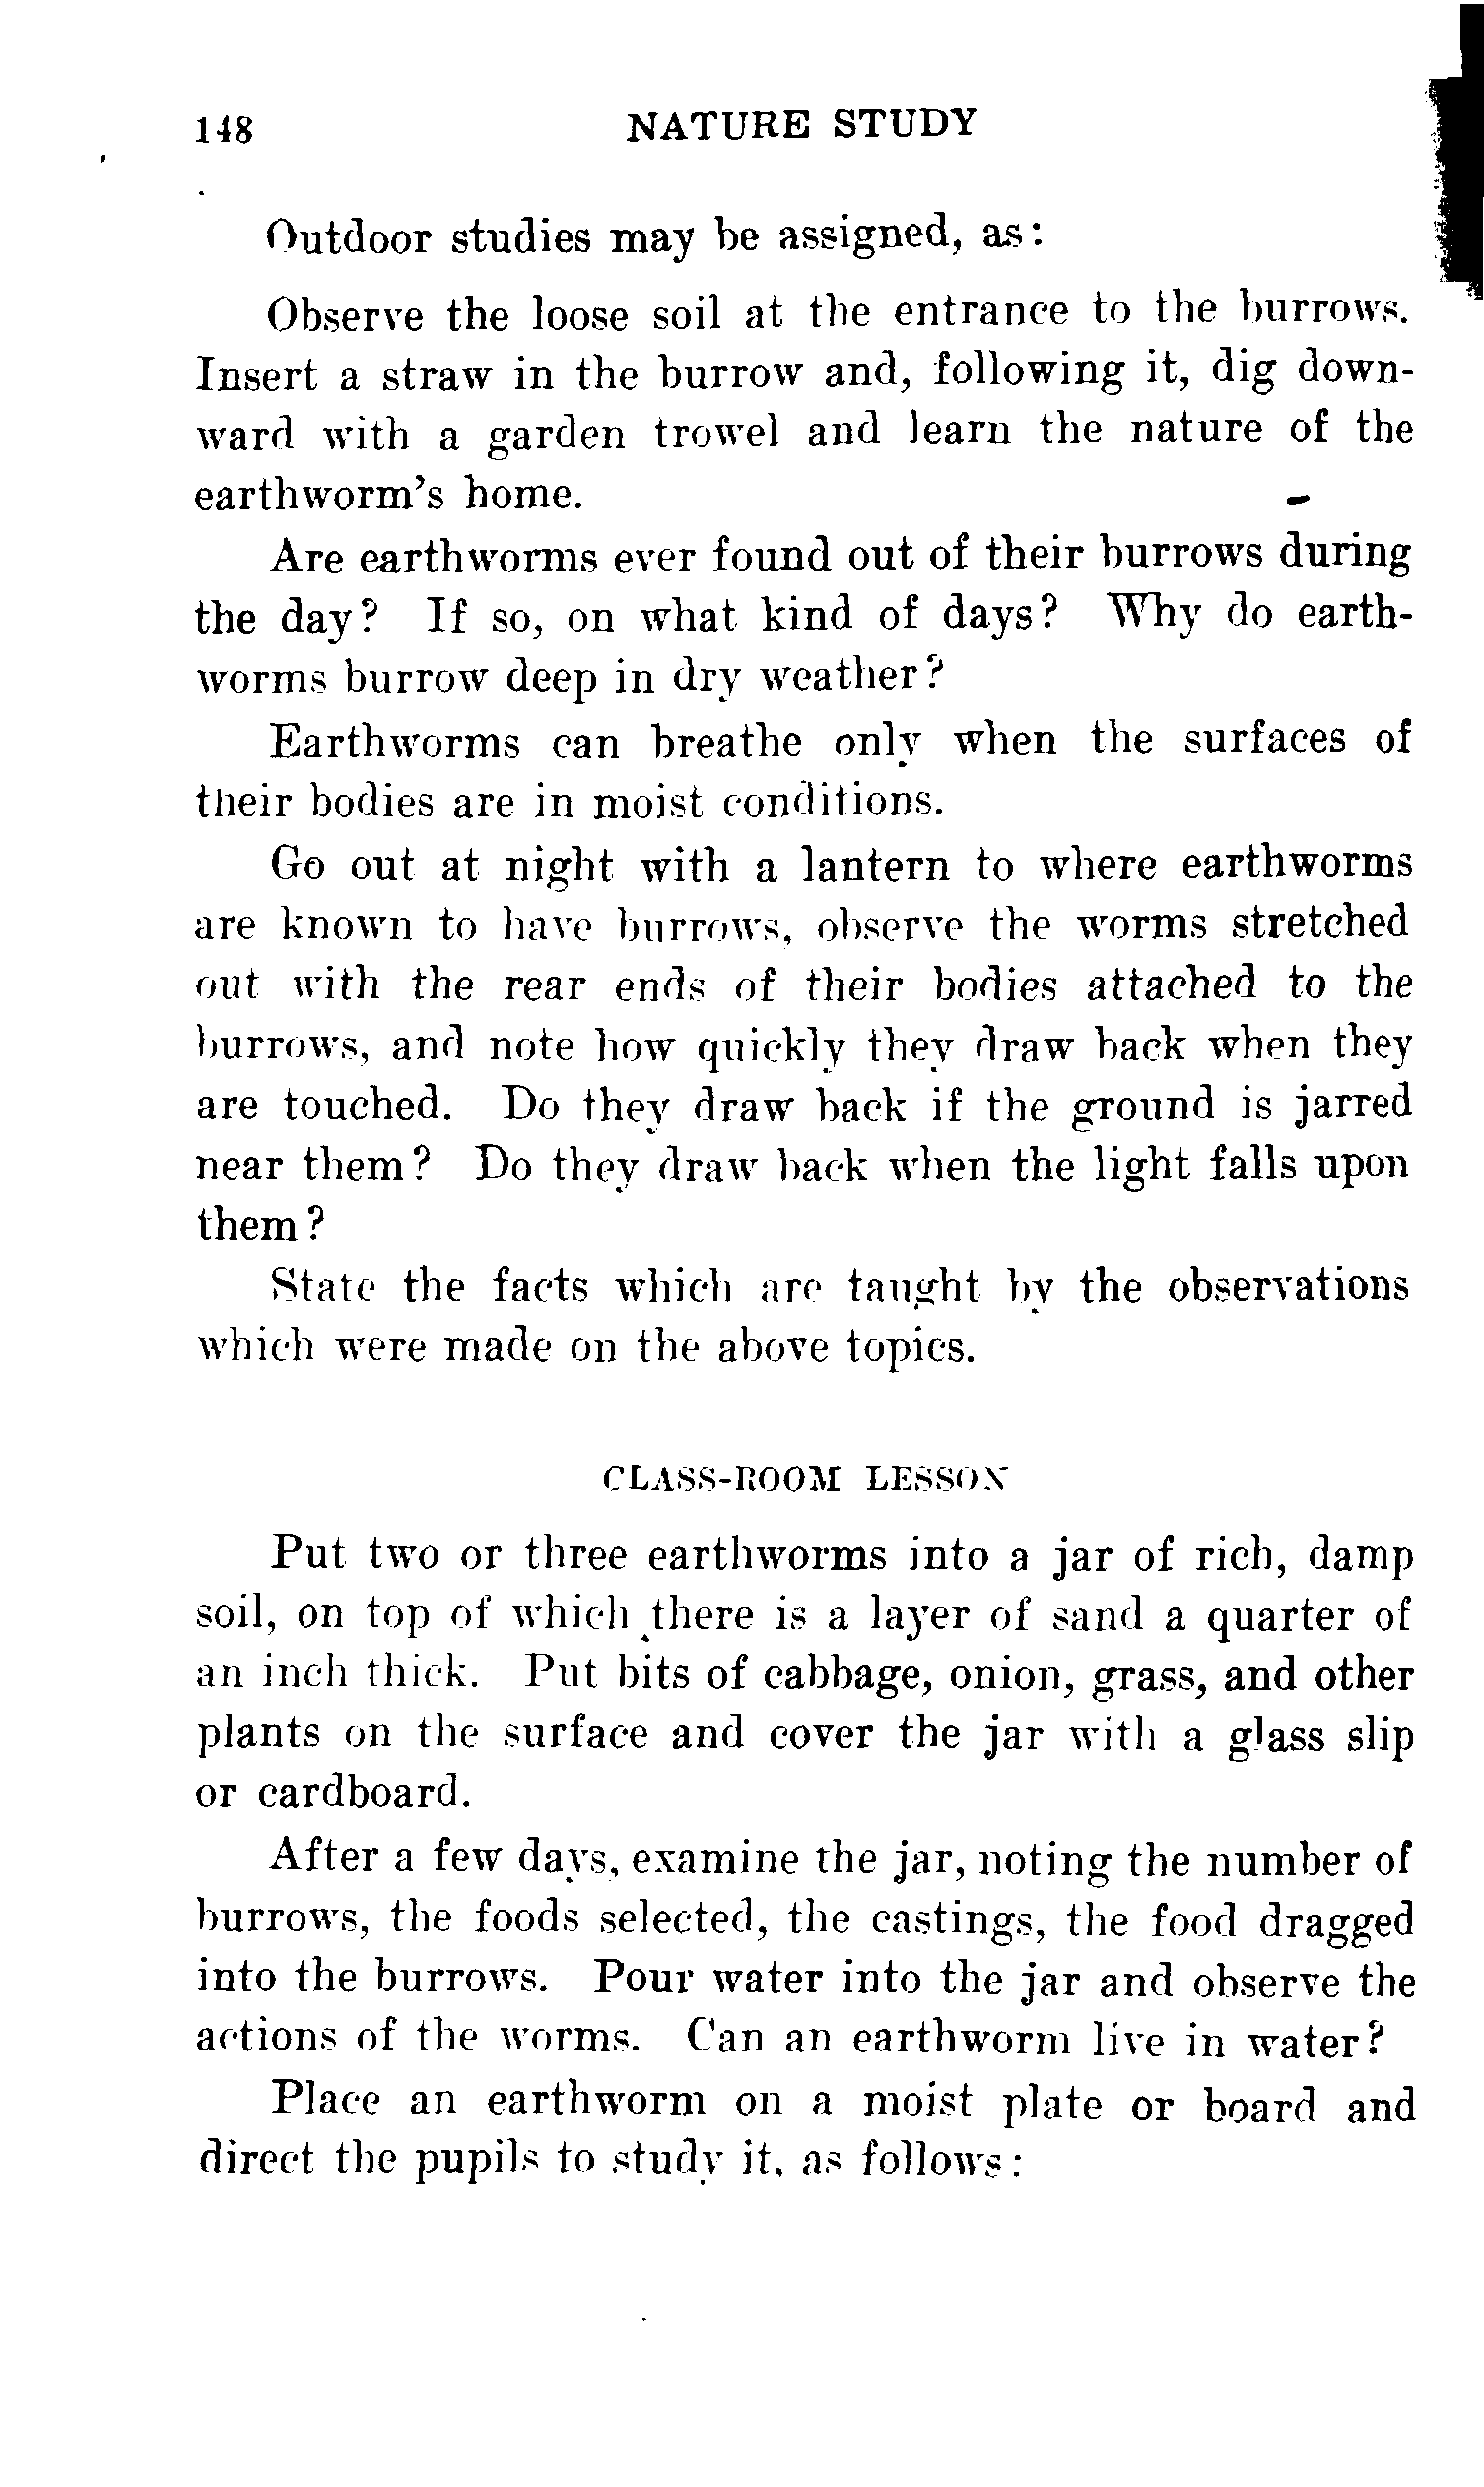 148 NATURE STUDY
Outdoor studies may be assigned, as:
Observe the loose soil at the entrance to the burrows.
Insert a straw in the burrow and, following it, dig down-
ward with a garden trowel and learn the nature of the
earthworm's home.
Are earthworms ever found out of their burrows during
the day? If so, on what kind of days? Why do earth-
worms burrow deep in dry weather?
Earthworms can breathe only when the surfaces of
their bodies are in moist conditions.
Go out at night with a lantern to where earthworms
are known to have burrows, observe the worms stretched
out with the rear ends of their bodies attached to the
burrows, and note how quickly they draw back when they
are touched. Do they draw back if the ground is jarred
near them? Do they draw back when the light falls upon
them?
State the facts which are taught by the observations
which were made on the above topics.
CLASS-ROOM LESSON
Put two or three earthworms into a jar of rich, damp
soil, on top of which there is a layer of sand a quarter of
an inch thick. Put bits of cabbage, onion, grass, and other
plants on the surface and cover the jar with a glass slip
or cardboard.
After a few days, examine the jar, noting the number of
burrows, the foods selected, the castings, the food dragged
into the burrows. Pour water into the jar and observe the
actions of the worms. Can an earthworm live in water?
Place an earthworm on a moist plate or board and
direct the pupils to study it, as follows: